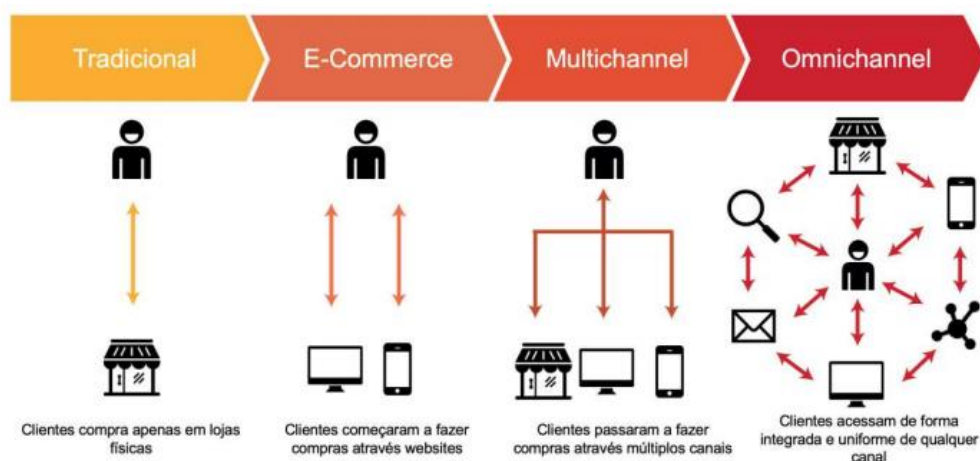 Tradicional
E-Commerce
Multichannel
Omnichannel
Clientes compra apenas em lojas
físicas
Clientes começaram a fazer
compras através websites
Clientes passaram a fazer
compras através múltiplos canais
Clientes acessam de forma
integrada e uniforme de qualquer
canal